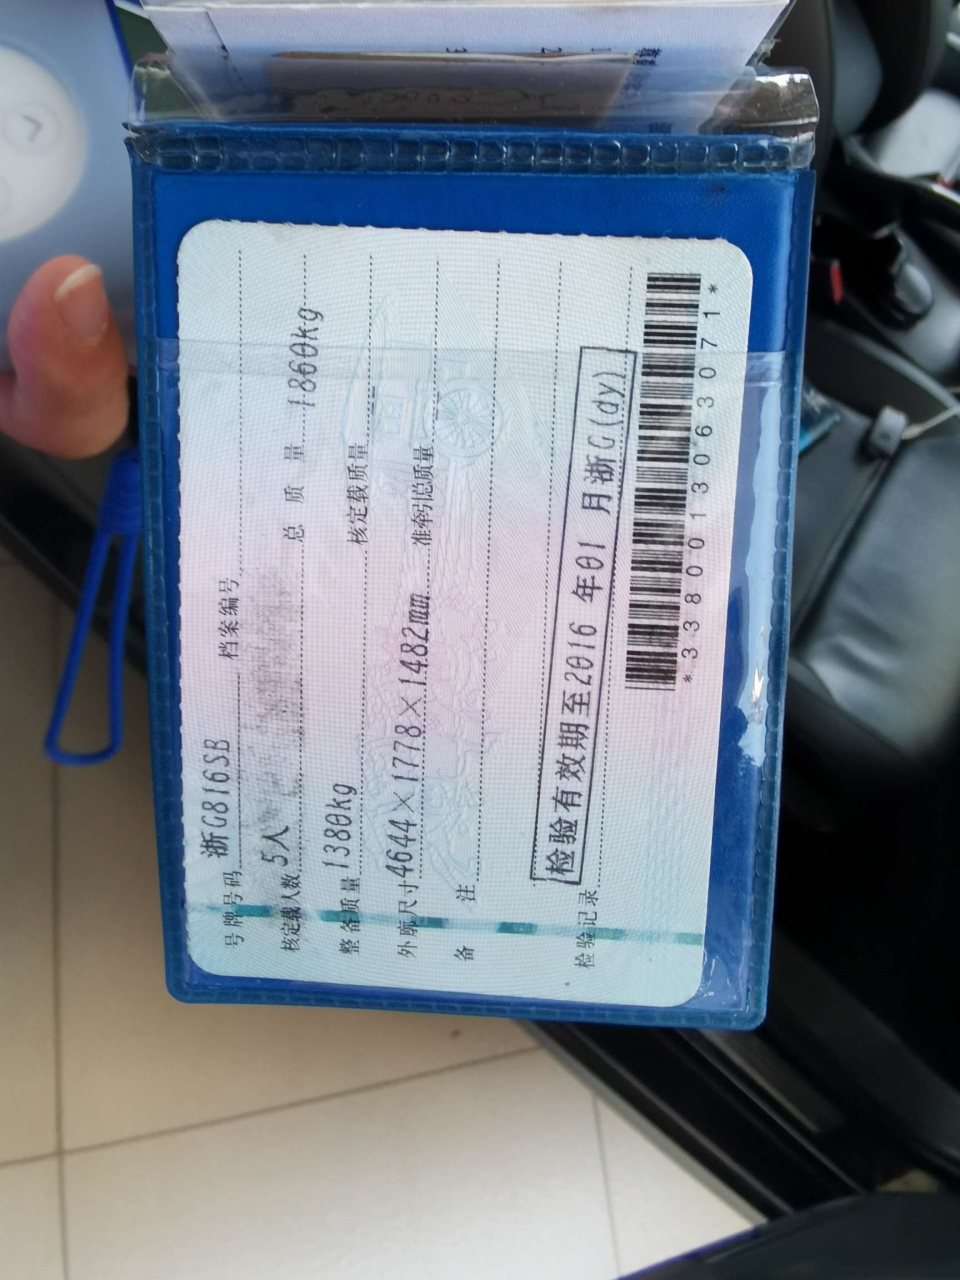 号牌号码 浙G816SB 档案编号
核定载人数 5人 总 质 量 1860kg
整备质量 1380kg 核定载质量
外廓尺寸 4644×1778×1482mm 准牵引总质量
备 注
检验记录 检验有效期至2016 年01 月浙G(dy)
*3380013063071*